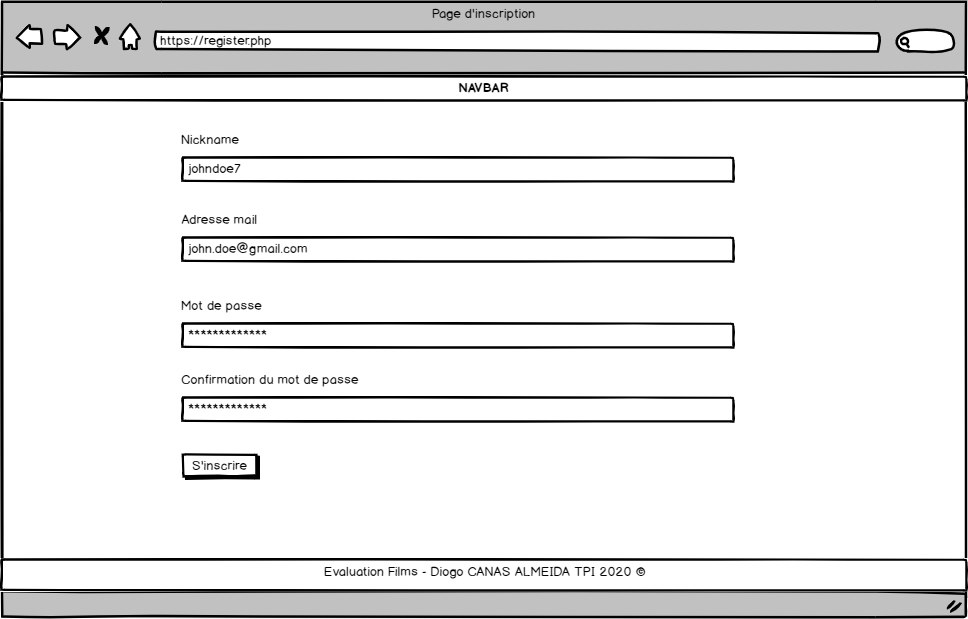 Page d'inscription
https://register.php
NAVBAR
Nickname
johndoe7
Adresse mail
john.doe@gmail.com
Mot de passe
*************
Confirmation du mot de passe
*************
S'inscrire
Evaluation Films - Diogo CANAS ALMEIDA TPI 2020 ©